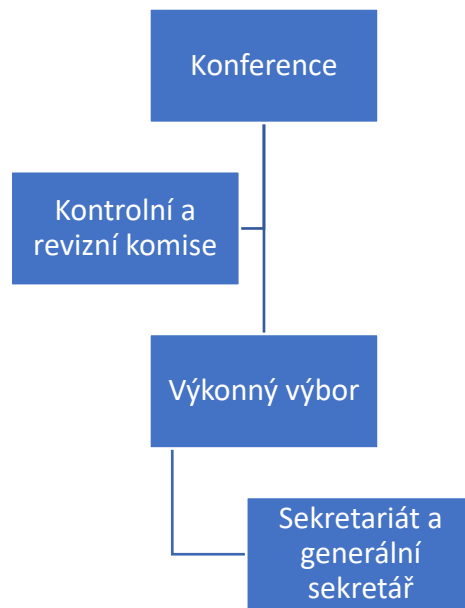 Konference
Kontrolní a
revizní komise
Výkonný výbor
Sekretariát a
generální
sekretář